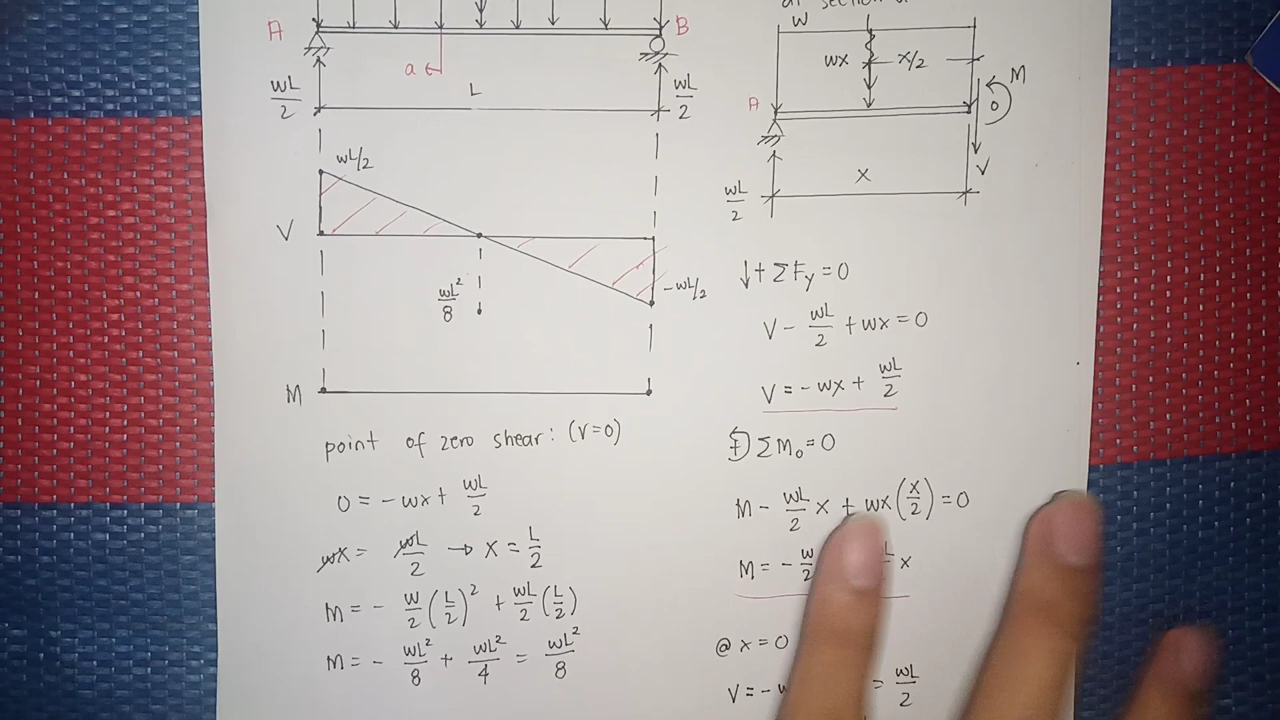 A
B
a
wL/2
L
wL/2
wL/2
V
-wL/2
wL²/8
M
point of zero shear: (V=0)
0 = -wx + wL/2
wx = wL/2 → x = L/2
M = - w/2 (L/2)² + wL/2 (L/2)
M = - wL²/8 + wL²/4 = wL²/8
at section a
w
wx
x/2
M
A
o
V
x
wL/2
↓+ ΣFy = 0
V - wL/2 + wx = 0
V = -wx + wL/2
+ ΣMo = 0
M - wL/2 x + wx (x/2) = 0
M = - w/2 x
@ x = 0
V = - w = wL/2